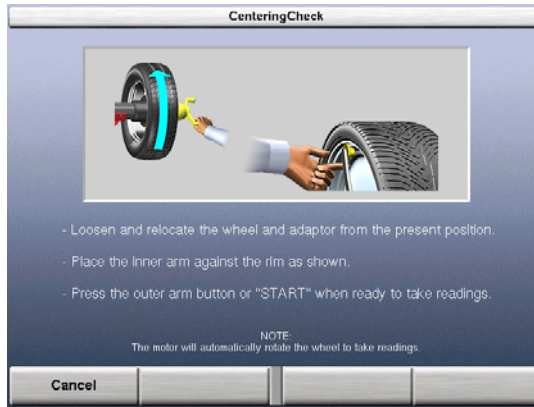 CenteringCheck
- Loosen and relocate the wheel and adaptor from the present position.
- Place the inner arm against the rim as shown.
- Press the outer arm button or "START" when ready to take readings.
NOTE:
The motor will automatically rotate the wheel to take readings.
Cancel